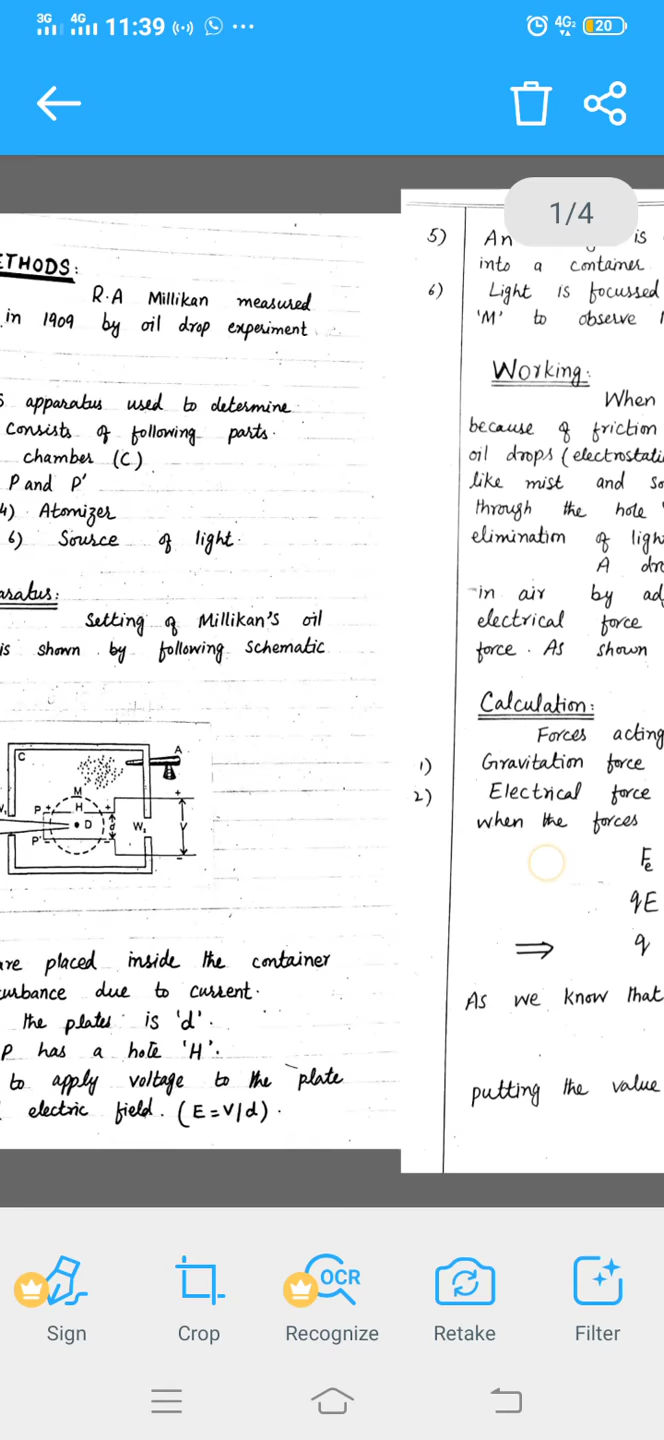 3G 4G 11:39
4G2 20
1/4
ETHODS:
R.A Millikan measured
in 1909 by oil drop experiment
apparatus used to determine
consists of following parts.
chamber (C)
P and P'
4) Atomizer
6) Source of light.
aratus:
Setting of Millikan's oil
is shown by following Schematic
C
A
M
P + H +
D
d
W₂
V
P' -
are placed inside the container
urbance due to current.
the plates is 'd'.
P has a hole 'H'.
to apply voltage to the plate
electric field. (E = V/d).
5) An is
into a container
6) Light is focussed
'M' to observe
Working:
When
because of friction
oil drops (electrostati
like mist and so
through the hole
elimination of ligh
A dro
in air by ad
electrical force
force. As shown
Calculation:
Forces acting
1) Gravitation force
2) Electrical force
when the forces
Fe
qE
⟹ q
As we know that
putting the value
Sign
Crop
OCR
Recognize
Retake
Filter